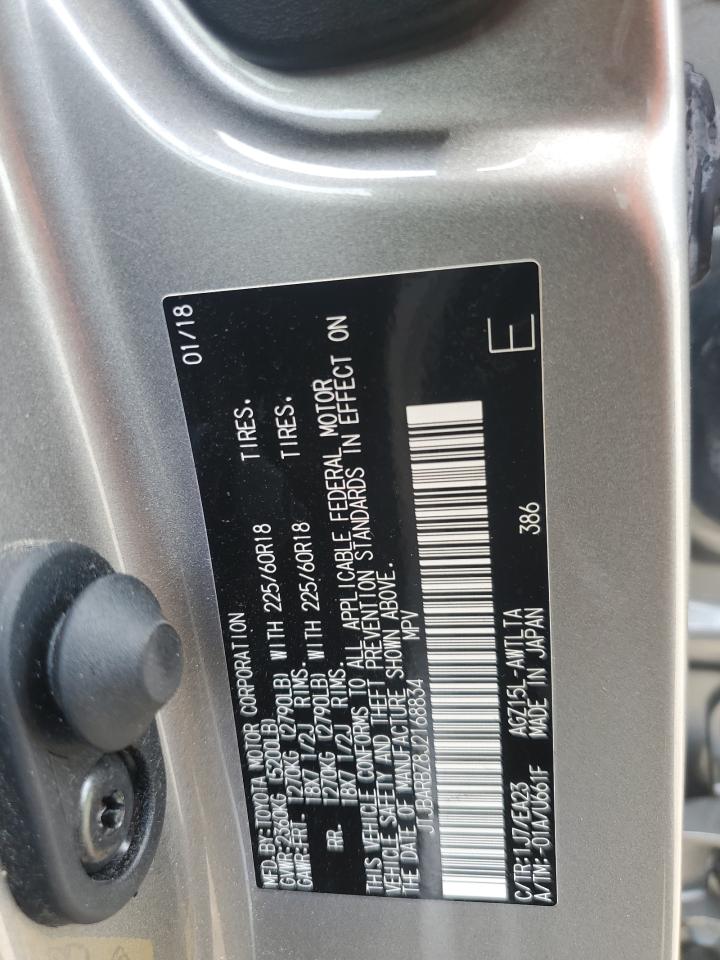 MFD.BY:TOYOTA MOTOR CORPORATION 01/18
GVWR:2360KG (5200LB)
GAWR:FRT- 1270KG (2790LB) WITH 225/60R18 TIRES.
18X7 1/2J RIMS.
RR. 1270KG (2790LB) WITH 225/60R18 TIRES.
18X7 1/2J RIMS.
THIS VEHICLE CONFORMS TO ALL APPLICABLE FEDERAL MOTOR
VEHICLE SAFETY AND THEFT PREVENTION STANDARDS IN EFFECT ON
THE DATE OF MANUFACTURE SHOWN ABOVE.
JTJBARBZ8J2168834 MPV
E
C/TR:1J7/EA23 AGZ15L-AWTLTA 386
A/TM:-01A/U661F MADE IN JAPAN